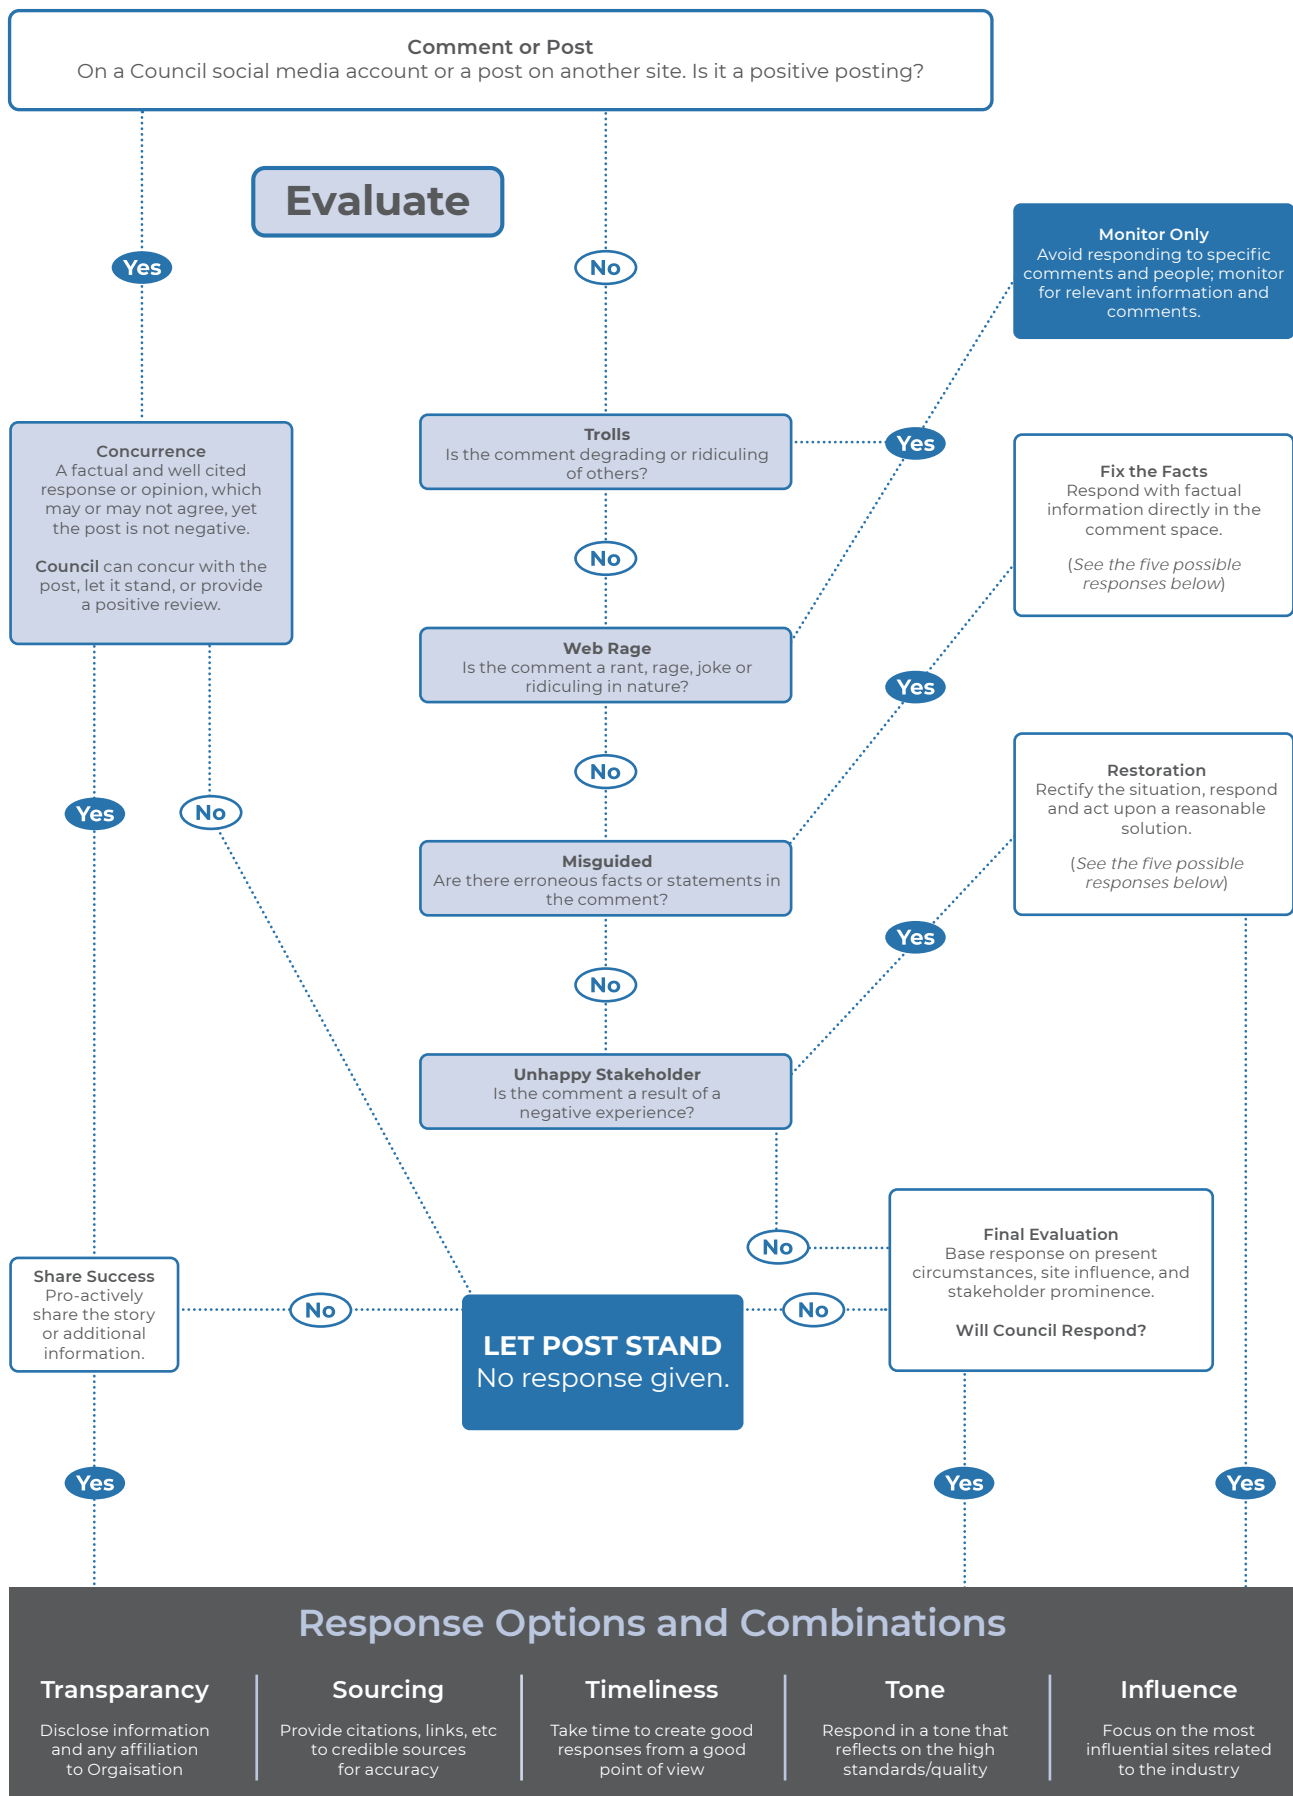 Comment or Post
On a Council social media account or a post on another site. Is it a positive posting?
Evaluate
Yes
No
Monitor Only
Avoid responding to specific
comments and people; monitor
for relevant information and
comments.
Concurrence
A factual and well cited
response or opinion, which
may or may not agree, yet
the post is not negative.
Council can concur with the
post, let it stand, or provide
a positive review.
Trolls
Is the comment degrading or ridiculing
of others?
Yes
Fix the Facts
Respond with factual
information directly in the
comment space.
(See the five possible
responses below)
No
Web Rage
Is the comment a rant, rage, joke or
ridiculing in nature?
Yes
No
Restoration
Rectify the situation, respond
and act upon a reasonable
solution.
(See the five possible
responses below)
Yes
No
Misguided
Are there erroneous facts or statements in
the comment?
Yes
No
Unhappy Stakeholder
Is the comment a result of a
negative experience?
No
Final Evaluation
Base response on present
circumstances, site influence, and
stakeholder prominence.
Will Council Respond?
Share Success
Pro-actively
share the story
or additional
information.
No
LET POST STAND
No response given.
No
Yes
Yes
Yes
Response Options and Combinations
Transparancy
Disclose information
and any affiliation
to Orgaisation
Sourcing
Provide citations, links, etc
to credible sources
for accuracy
Timeliness
Take time to create good
responses from a good
point of view
Tone
Respond in a tone that
reflects on the high
standards/quality
Influence
Focus on the most
influential sites related
to the industry